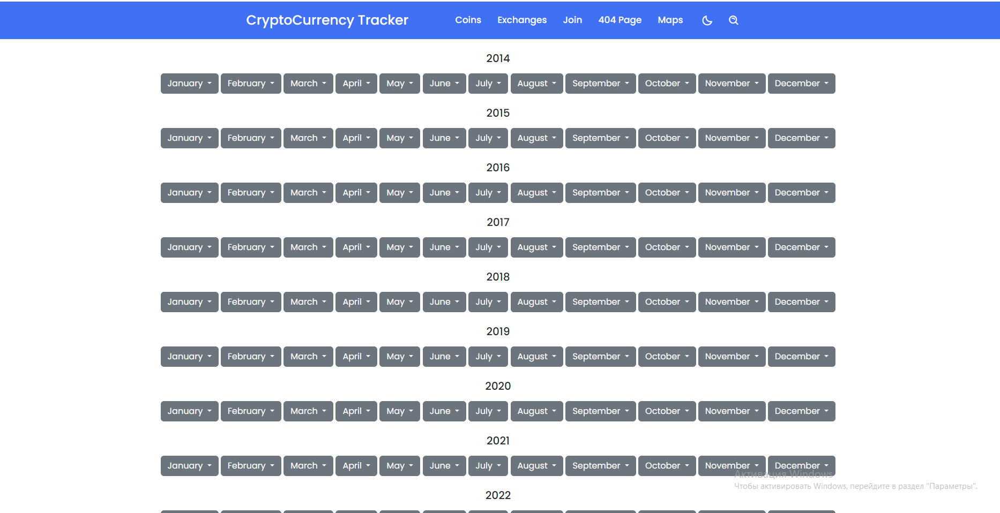 CryptoCurrency Tracker Coins Exchanges Join 404 Page Maps
2014
January February March April May June July August September October November December
2015
January February March April May June July August September October November December
2016
January February March April May June July August September October November December
2017
January February March April May June July August September October November December
2018
January February March April May June July August September October November December
2019
January February March April May June July August September October November December
2020
January February March April May June July August September October November December
2021
January February March April May June July August September October November December
Активация Windows
Чтобы активировать Windows, перейдите в раздел "Параметры".
2022